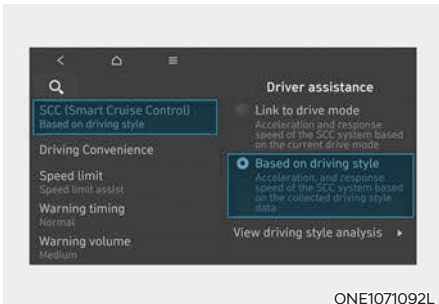 Driver assistance
SCC (Smart Cruise Control)
Based on driving style
Driving Convenience
Speed limit
Speed limit assist
Warning timing
Normal
Warning volume
Medium
Link to drive mode
Acceleration and response
speed of the SCC system based
on the current drive mode
Based on driving style
Acceleration, and response
speed of the SCC system based
on the collected driving style
data
View driving style analysis
ONE1071092L